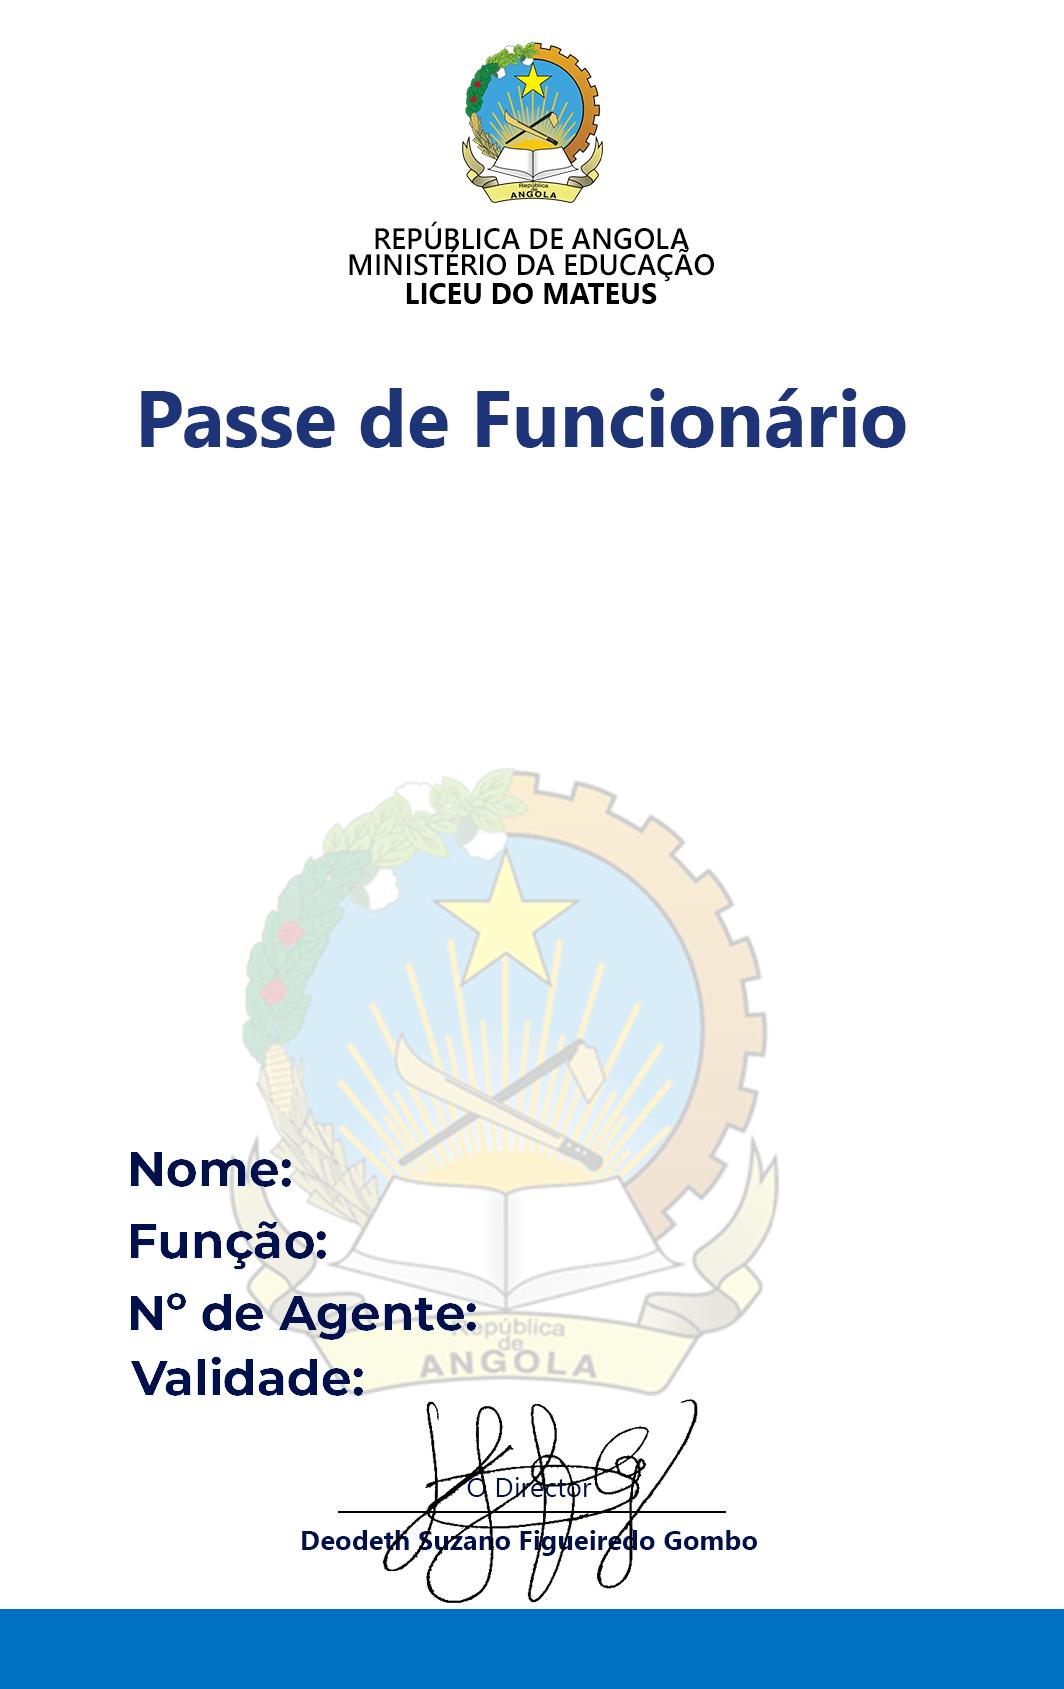 República
de
ANGOLA
REPÚBLICA DE ANGOLA
MINISTÉRIO DA EDUCAÇÃO
LICEU DO MATEUS
Passe de Funcionário
Nome:
Função:
Nº de Agente:
República
de
ANGOLA
Validade:
O Director
Deodeth Suzano Figueiredo Gombo